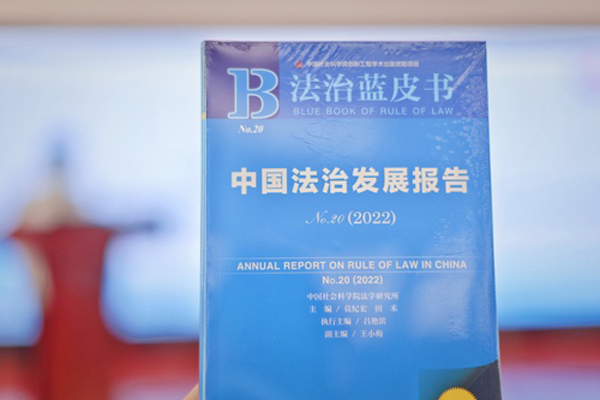 中国社会科学院创新工程学术出版资助项目
B 法治蓝皮书
BLUE BOOK OF RULE OF LAW
No.20
中国法治发展报告
No.20 (2022)
ANNUAL REPORT ON RULE OF LAW IN CHINA
No.20 (2022)
中国社会科学院法学研究所
主 编/莫纪宏 田 禾
执行主编/吕艳滨
副主编/王小梅